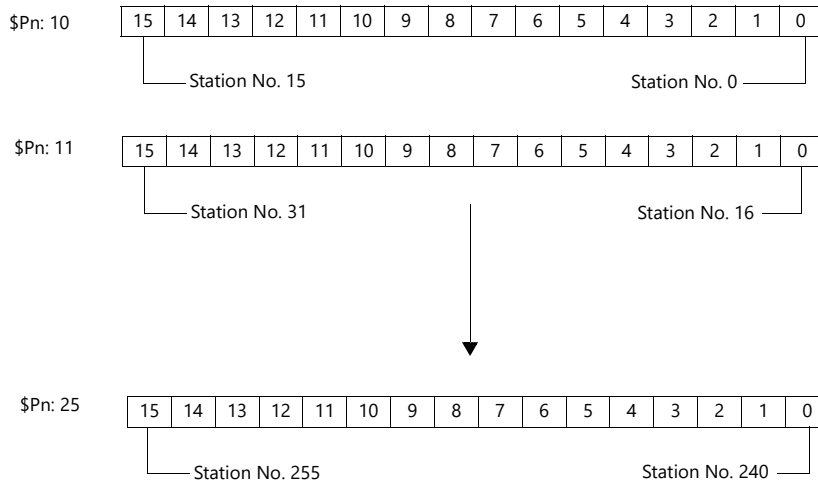 $Pn: 10 15 14 13 12 11 10 9 8 7 6 5 4 3 2 1 0
Station No. 15 Station No. 0
$Pn: 11 15 14 13 12 11 10 9 8 7 6 5 4 3 2 1 0
Station No. 31 Station No. 16
$Pn: 25 15 14 13 12 11 10 9 8 7 6 5 4 3 2 1 0
Station No. 255 Station No. 240